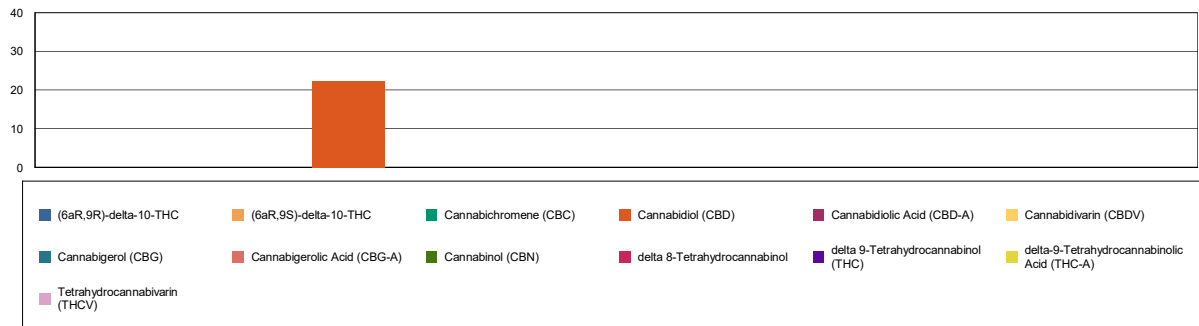 40
30
20
10
0
(6aR,9R)-delta-10-THC
(6aR,9S)-delta-10-THC
Cannabichromene (CBC)
Cannabidiol (CBD)
Cannabidiolic Acid (CBD-A)
Cannabidivarin (CBDV)
Cannabigerol (CBG)
Cannabigerolic Acid (CBG-A)
Cannabinol (CBN)
delta 8-Tetrahydrocannabinol
delta 9-Tetrahydrocannabinol
(THC)
delta-9-Tetrahydrocannabinolic
Acid (THC-A)
Tetrahydrocannabivarin
(THCV)